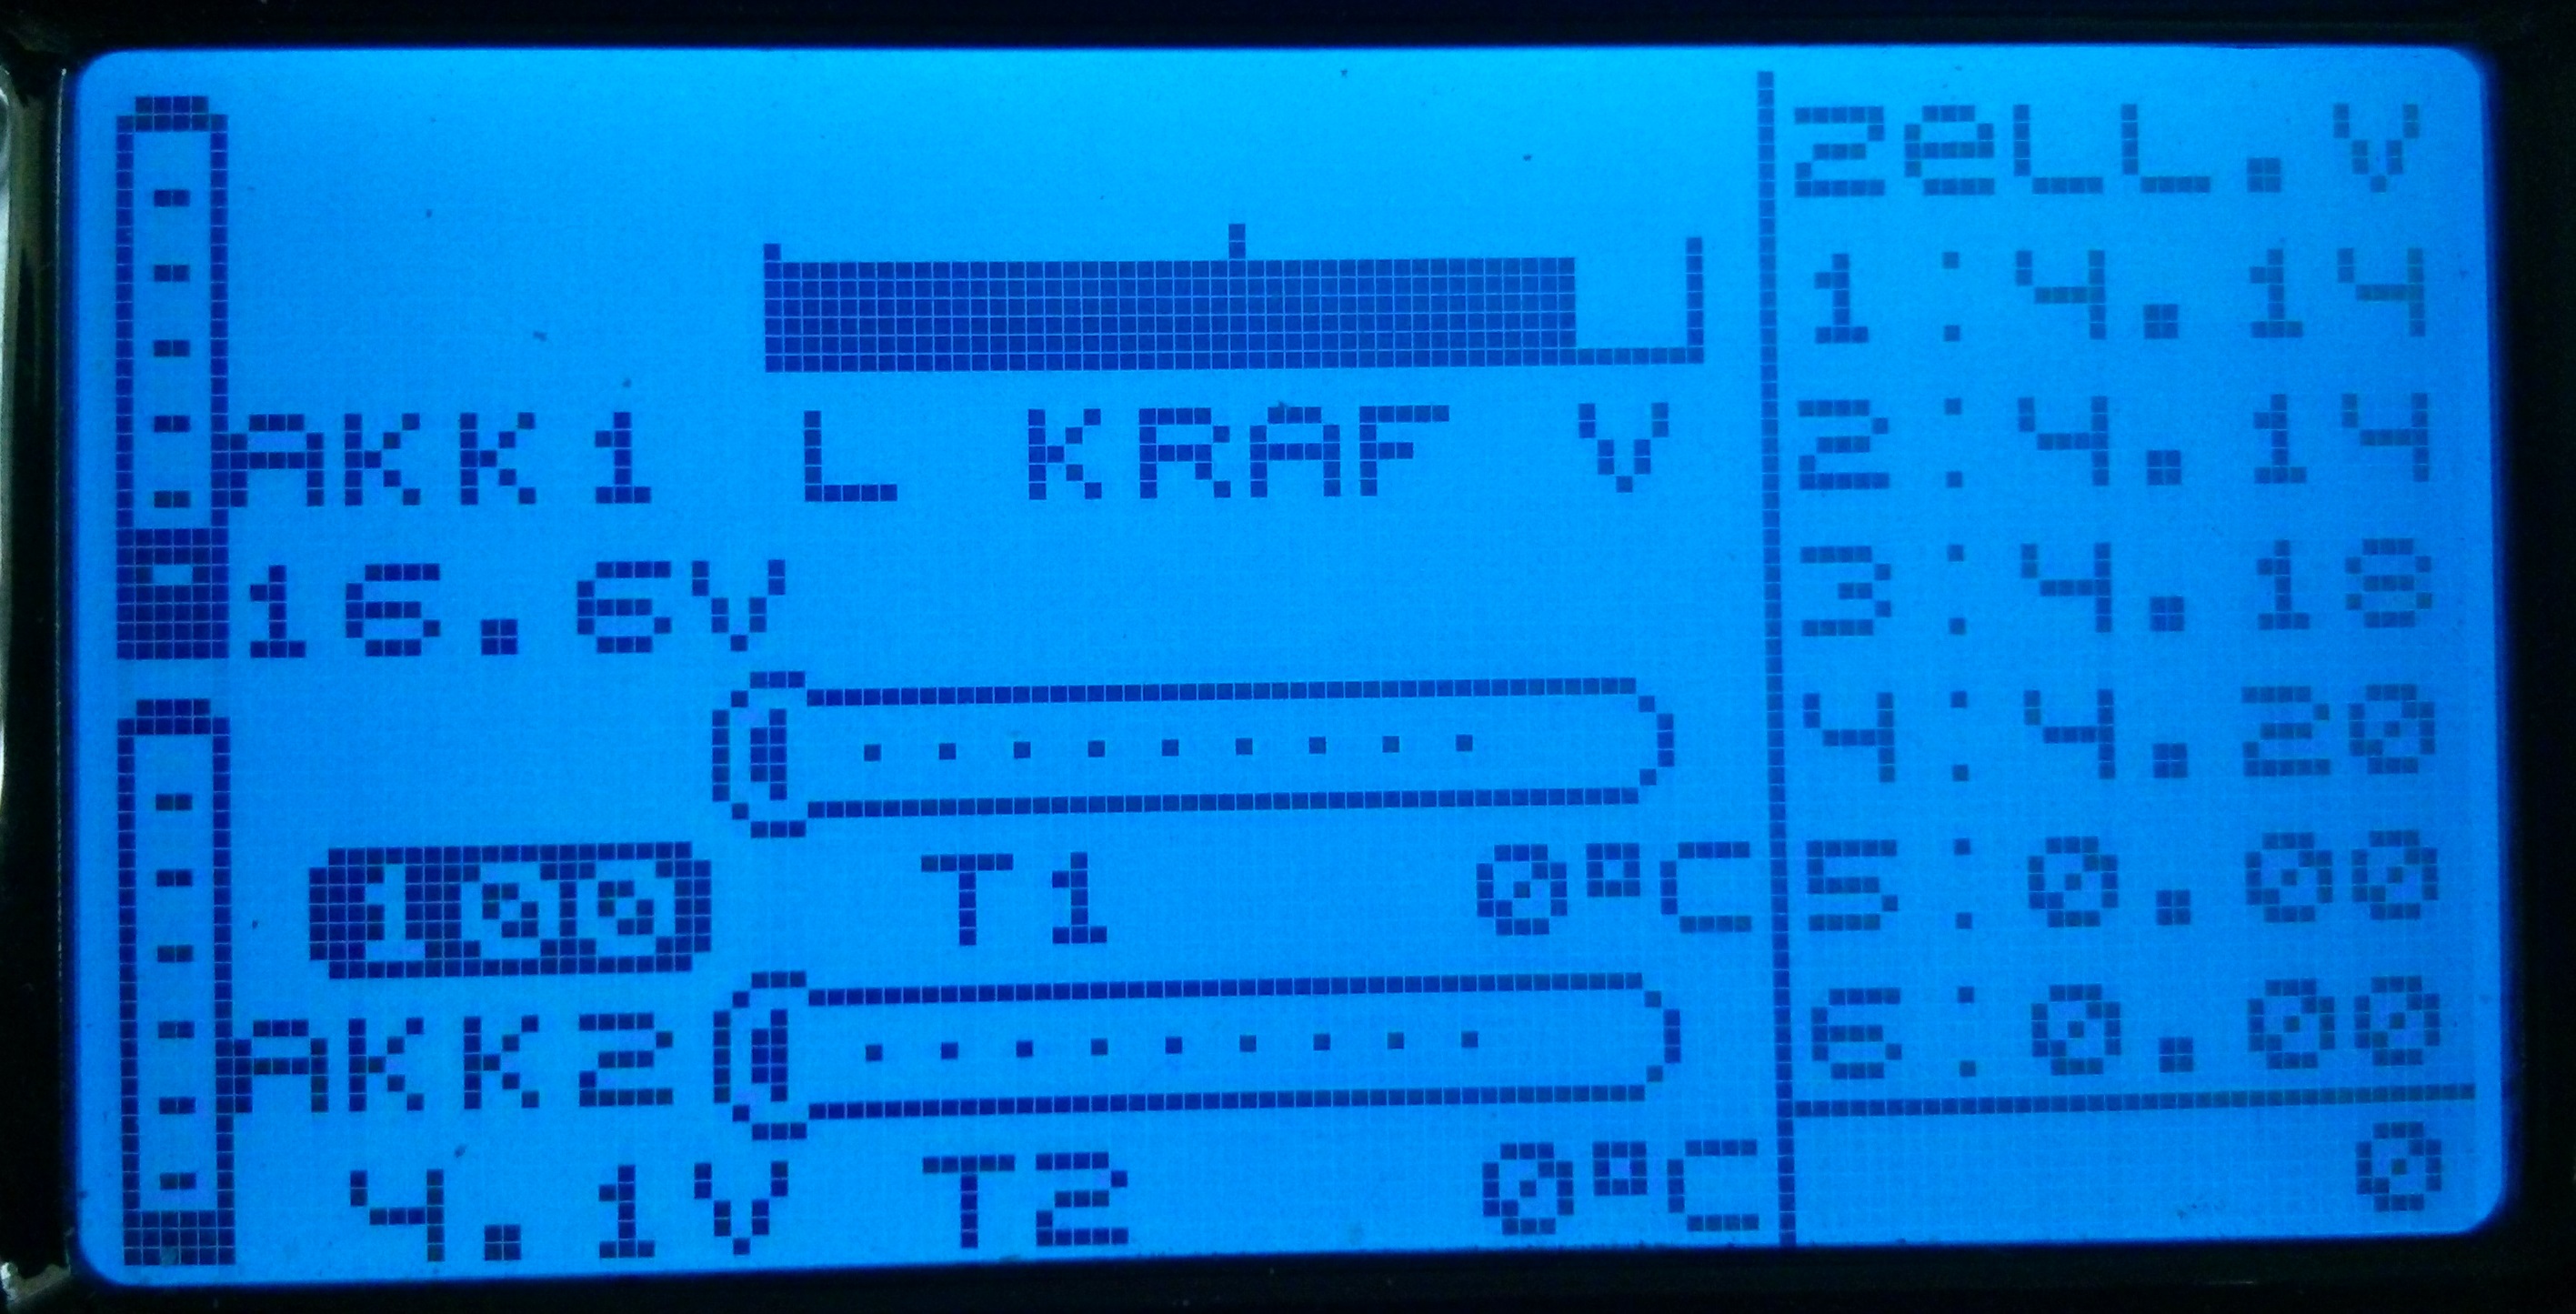 AKK1 L KRAF V
16.6V
100 T1 0°C
AKK2
4.1V T2 0°C
ZELL. V
1:4.14
2:4.14
3:4.18
4:4.20
5:0.00
6:0.00
0